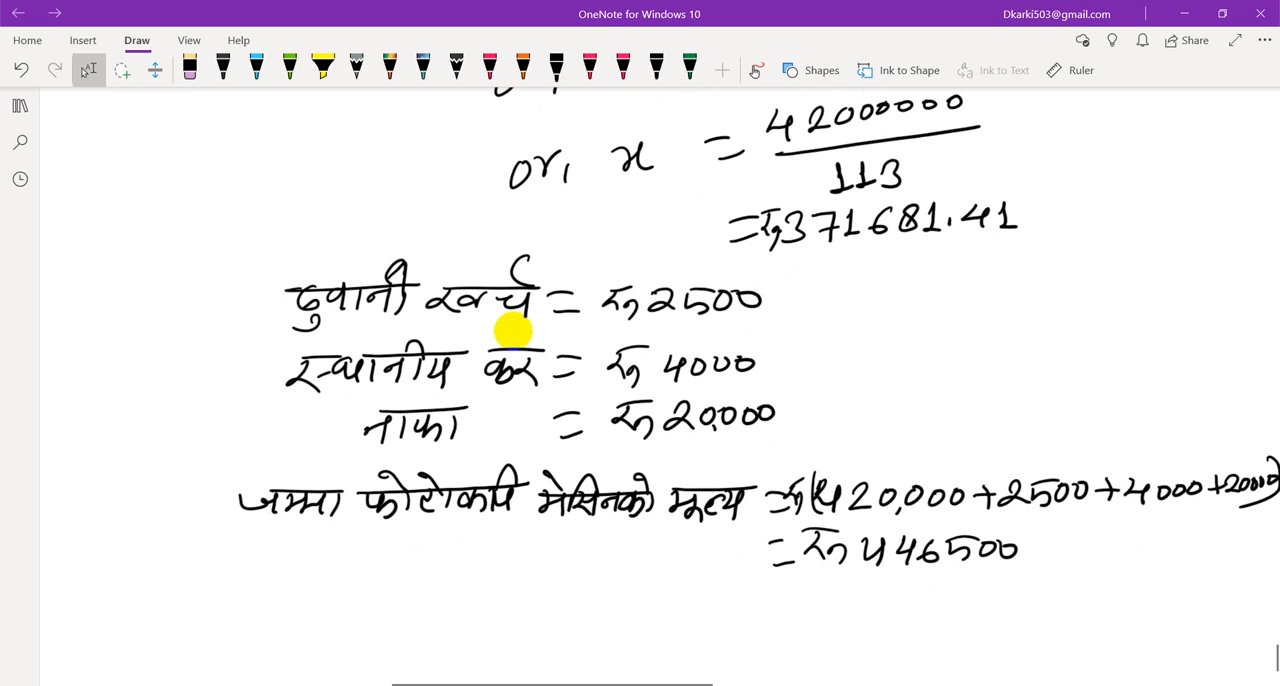 OneNote for Windows 10
Dkarki503@gmail.com
Home Insert Draw View Help
Shapes Ink to Shape Ink to Text Ruler Share
or, x = 42000000 / 113
= रु 371681.41
ढुवानी खर्च = रु 2500
स्थानीय कर = रु 4000
नाफा = रु 20,000
जम्मा फोटोकपि मेसिनको मूल्य = रु (420,000+2500+4000+20000)
= रु 446500